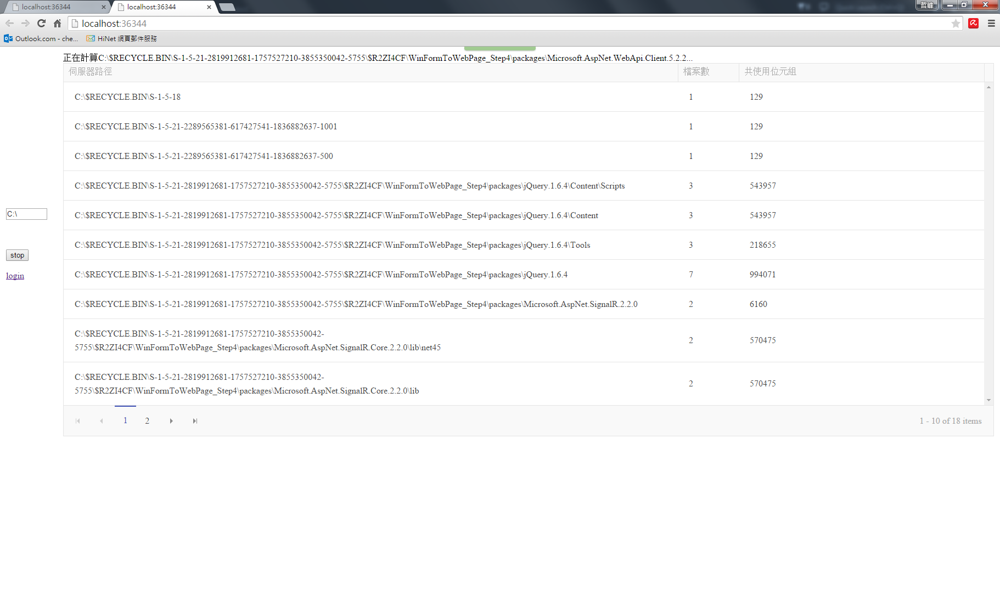 localhost:36344
localhost:36344
哲峰
localhost:36344
Outlook.com - che...
HiNet 網頁郵件服務
正在計算C:\$RECYCLE.BIN\S-1-5-21-2819912681-1757527210-3855350042-5755\$R2ZI4CF\WinFormToWebPage_Step4\packages\Microsoft.AspNet.WebApi.Client.5.2.2...
伺服器路徑 檔案數 共使用位元組
C:\$RECYCLE.BIN\S-1-5-18 1 129
C:\$RECYCLE.BIN\S-1-5-21-2289565381-617427541-1836882637-1001 1 129
C:\$RECYCLE.BIN\S-1-5-21-2289565381-617427541-1836882637-500 1 129
C:\$RECYCLE.BIN\S-1-5-21-2819912681-1757527210-3855350042-5755\$R2ZI4CF\WinFormToWebPage_Step4\packages\jQuery.1.6.4\Content\Scripts 3 543957
C:\
C:\$RECYCLE.BIN\S-1-5-21-2819912681-1757527210-3855350042-5755\$R2ZI4CF\WinFormToWebPage_Step4\packages\jQuery.1.6.4\Content 3 543957
C:\$RECYCLE.BIN\S-1-5-21-2819912681-1757527210-3855350042-5755\$R2ZI4CF\WinFormToWebPage_Step4\packages\jQuery.1.6.4\Tools 3 218655
stop
login
C:\$RECYCLE.BIN\S-1-5-21-2819912681-1757527210-3855350042-5755\$R2ZI4CF\WinFormToWebPage_Step4\packages\jQuery.1.6.4 7 994071
C:\$RECYCLE.BIN\S-1-5-21-2819912681-1757527210-3855350042-5755\$R2ZI4CF\WinFormToWebPage_Step4\packages\Microsoft.AspNet.SignalR.2.2.0 2 6160
C:\$RECYCLE.BIN\S-1-5-21-2819912681-1757527210-3855350042-
5755\$R2ZI4CF\WinFormToWebPage_Step4\packages\Microsoft.AspNet.SignalR.Core.2.2.0\lib\net45 2 570475
C:\$RECYCLE.BIN\S-1-5-21-2819912681-1757527210-3855350042-
5755\$R2ZI4CF\WinFormToWebPage_Step4\packages\Microsoft.AspNet.SignalR.Core.2.2.0\lib 2 570475
1 2 1 - 10 of 18 items